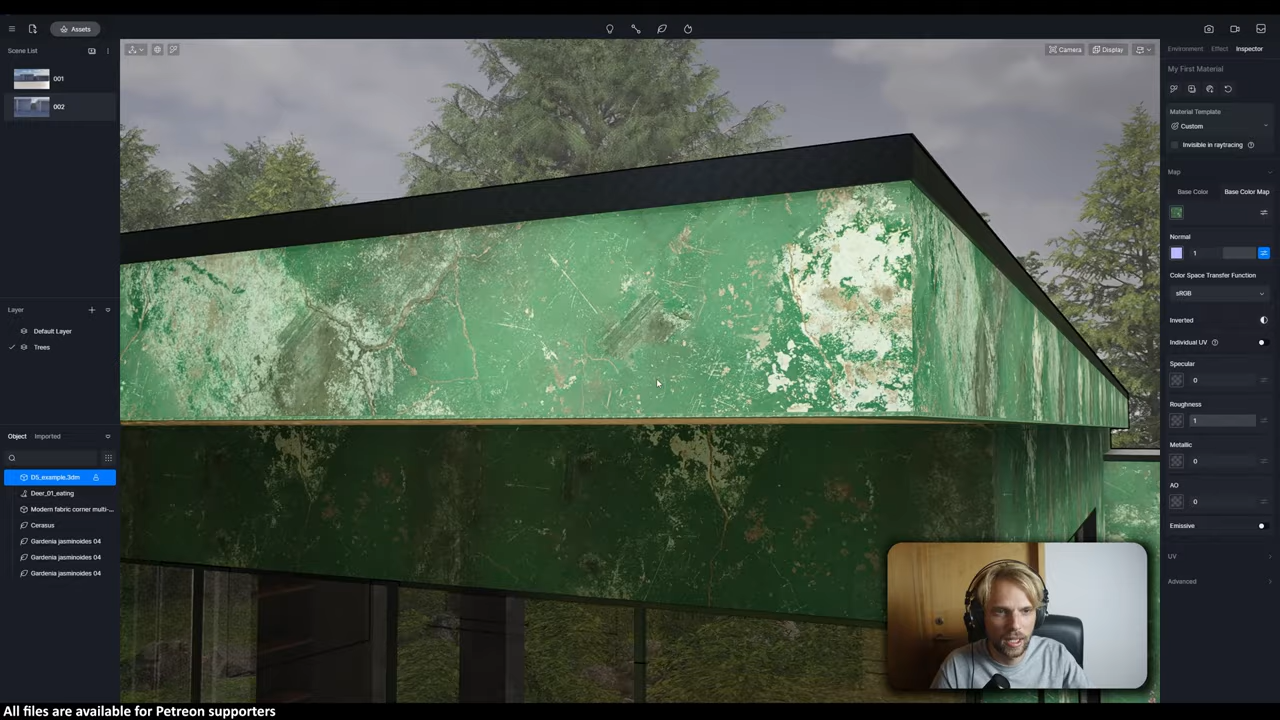 Assets
Camera
Display
Scene List
001
002
Layer
Default Layer
Trees
Object
Imported
D5_example.3dm
Deer_01_eating
Modern fabric corner multi-...
Cerasus
Gardenia jasminoides 04
Gardenia jasminoides 04
Gardenia jasminoides 04
Environment
Effect
Inspector
My First Material
Material Template
Custom
Invisible in raytracing
Map
Base Color
Base Color Map
Normal
1
Color Space Transfer Function
sRGB
Inverted
Individual UV
Specular
0
Roughness
1
Metallic
0
AO
0
Emissive
UV
Advanced
All files are available for Petreon supporters